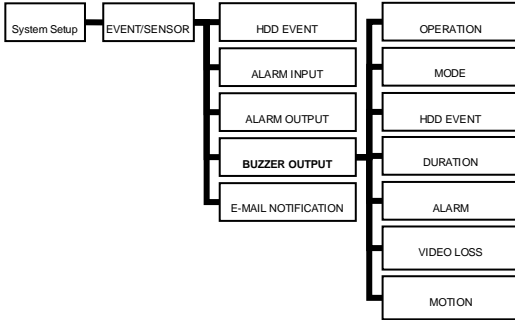 System Setup
EVENT/SENSOR
HDD EVENT
ALARM INPUT
ALARM OUTPUT
BUZZER OUTPUT
E-MAIL NOTIFICATION
OPERATION
MODE
HDD EVENT
DURATION
ALARM
VIDEO LOSS
MOTION